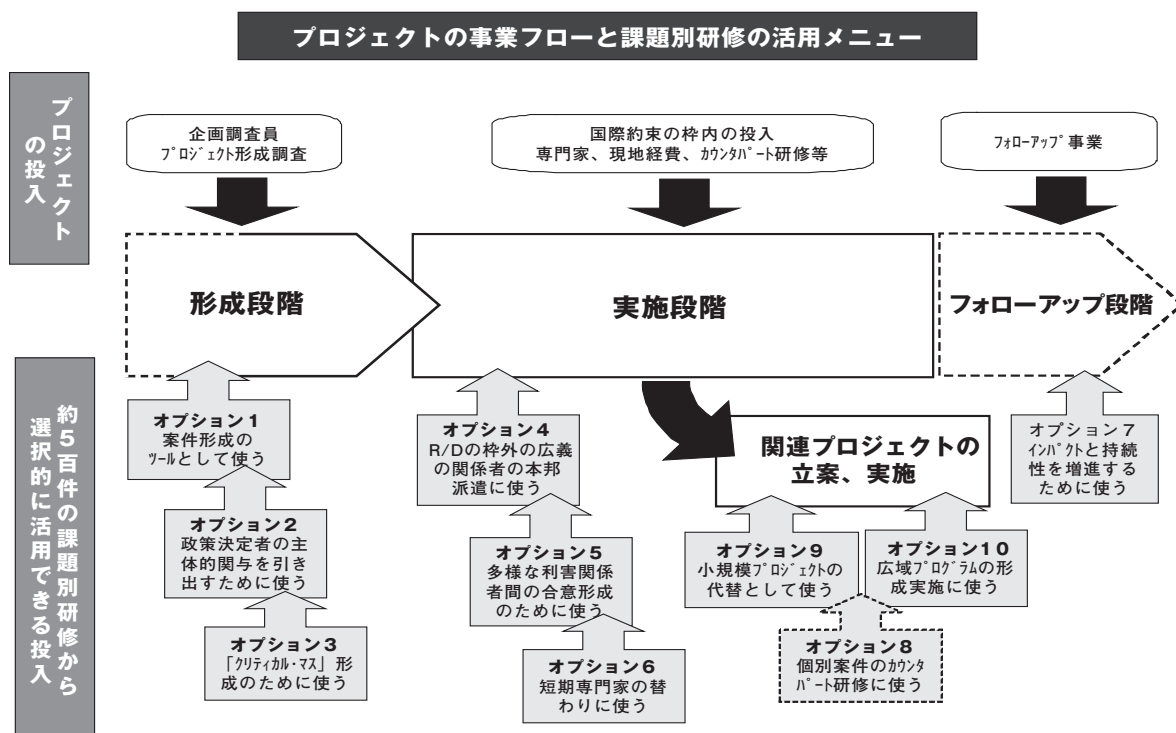 プロジェクトの事業フローと課題別研修の活用メニュー
プロジェクト
の投入
企画調査員
ﾌﾟﾛｼﾞｪｸﾄ形成調査
国際約束の枠内の投入
専門家、現地経費、ｶｳﾝﾀﾊﾟｰﾄ研修等
ﾌｫﾛｰｱｯﾌﾟ事業
形成段階
実施段階
フォローアップ段階
約５百件の課題別研修から
選択的に活用できる投入
オプション１
案件形成の
ﾂｰﾙとして使う
オプション２
政策決定者の主
体的関与を引き
出すために使う
オプション３
「ｸﾘﾃｨｶﾙ・ﾏｽ」形
成のために使う
オプション４
R/Dの枠外の広義
の関係者の本邦
派遣に使う
オプション５
多様な利害関係
者間の合意形成
のために使う
オプション６
短期専門家の替
わりに使う
関連プロジェクトの
立案、実施
オプション９
小規模ﾌﾟﾛｼﾞｪｸﾄの
代替として使う
オプション１０
広域ﾌﾟﾛｸﾞﾗﾑの形
成実施に使う
オプション８
個別案件のｶｳﾝﾀ
ﾊﾟｰﾄ研修に使う
オプション７
ｲﾝﾊﾟｸﾄと持続
性を増進する
ために使う